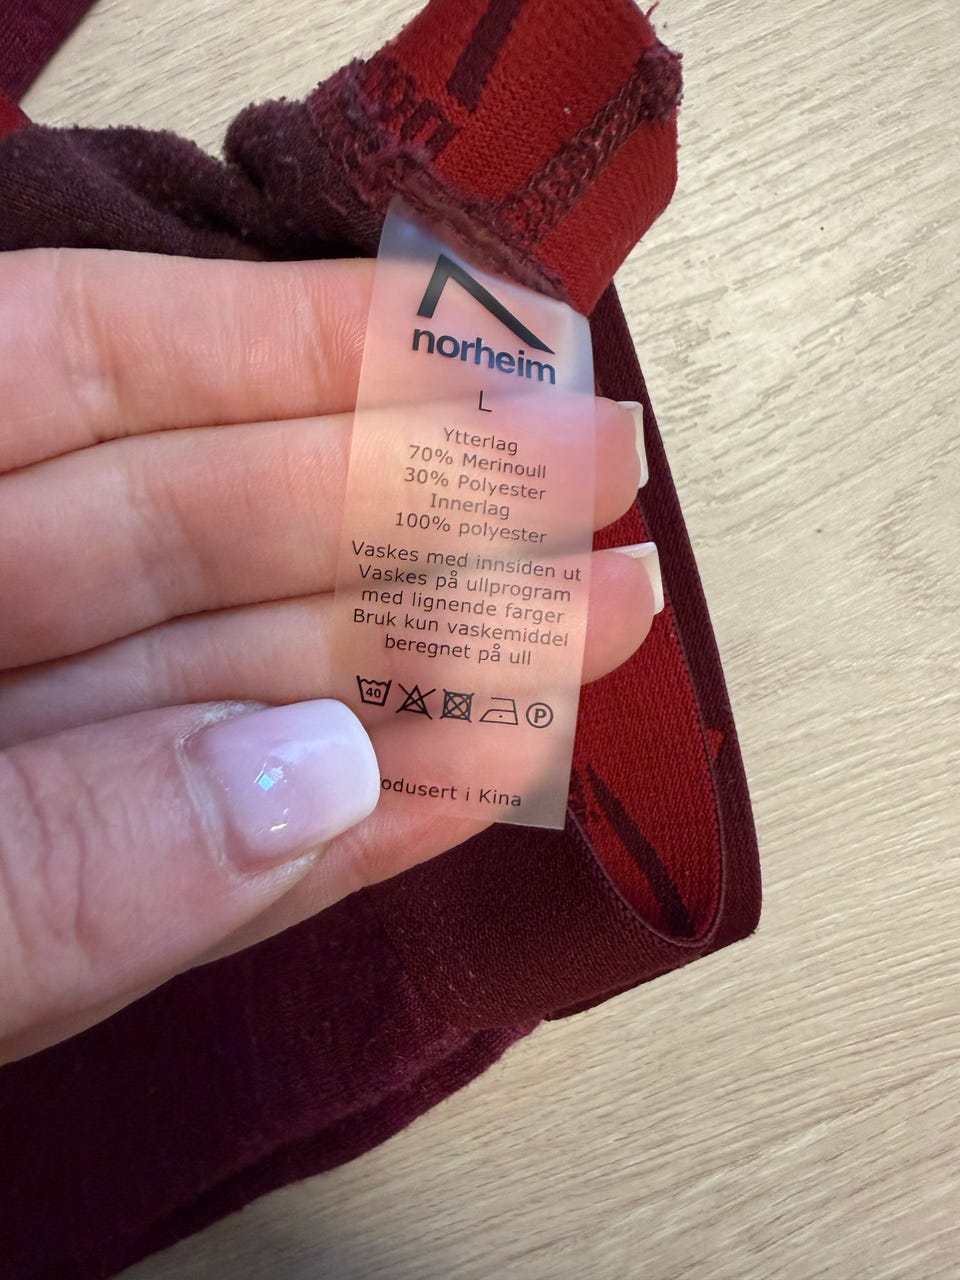 norheim
L
Ytterlag
70% Merinoull
30% Polyester
Innerlag
100% polyester
Vaskes med innsiden ut
Vaskes på ullprogram
med lignende farger
Bruk kun vaskemiddel
beregnet på ull
40 P
i Kina